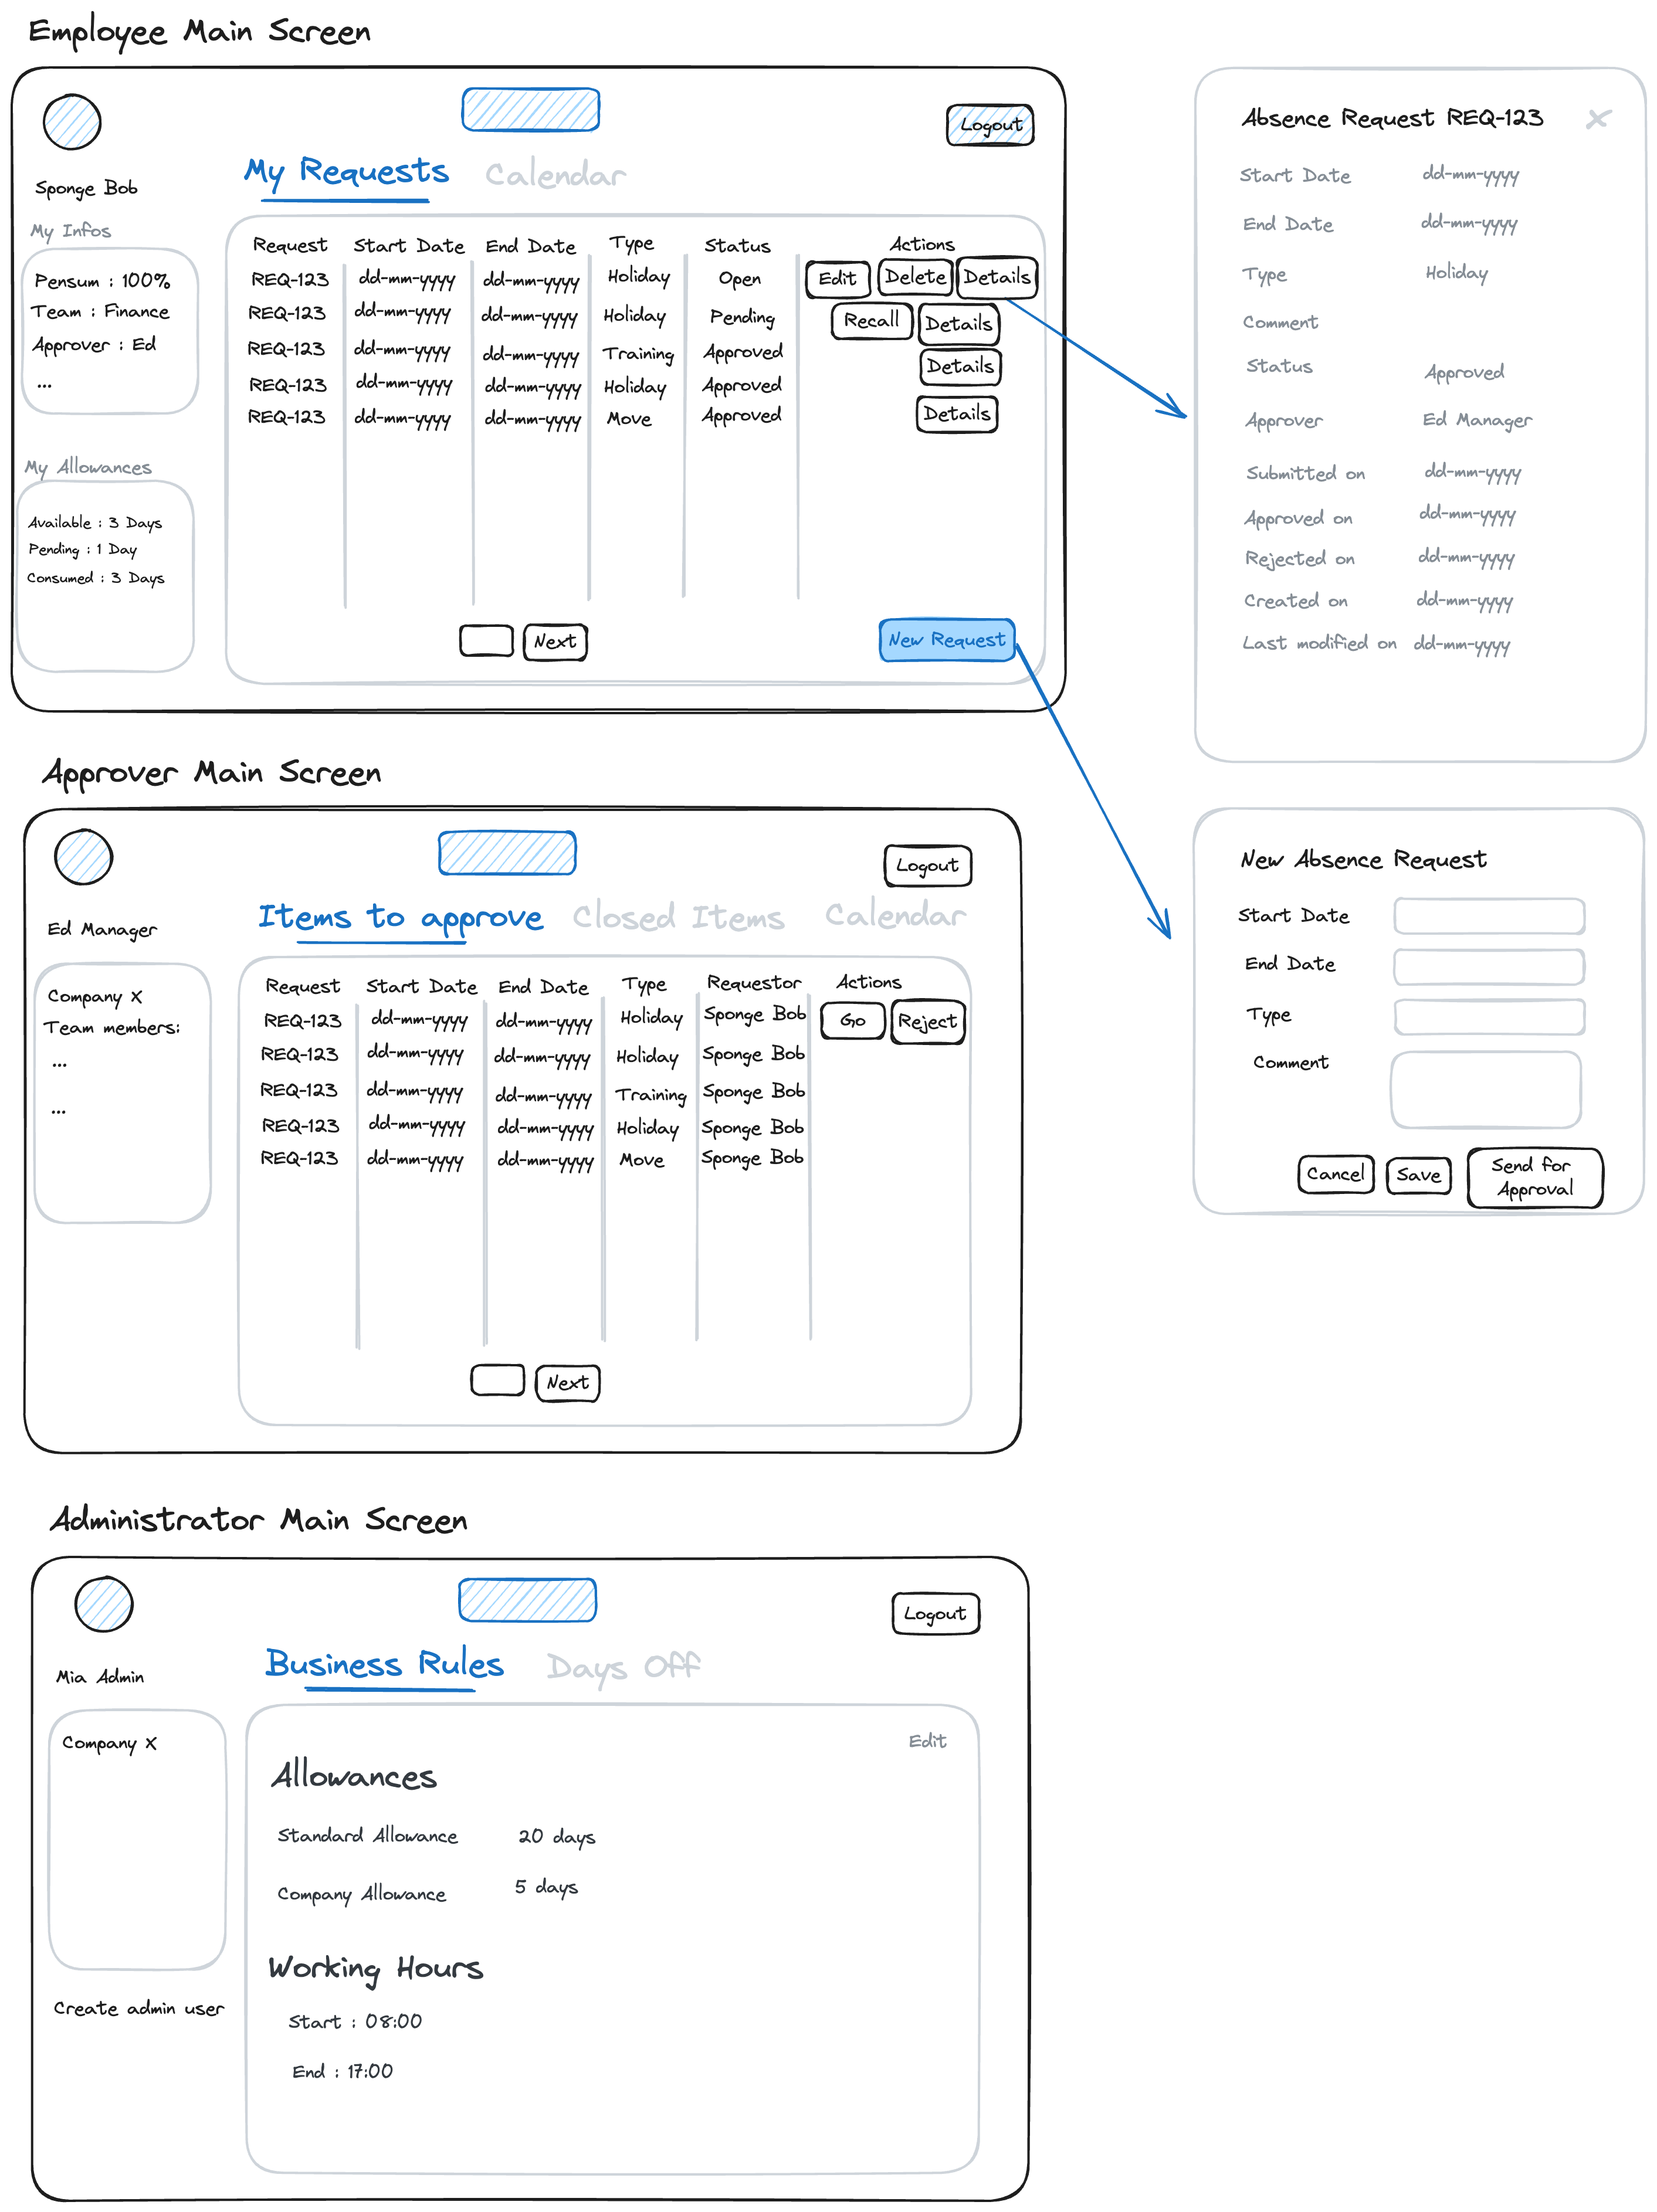 Employee Main Screen
Logout
My Requests Calendar
Sponge Bob
My Infos
Pensum : 100%
Team : Finance
Approver : Ed
...
My Allowances
Available : 3 Days
Pending : 1 Day
Consumed : 3 Days
Request Start Date End Date Type Status Actions
REQ-123 dd-mm-yyyy dd-mm-yyyy Holiday Open Edit Delete Details
REQ-123 dd-mm-yyyy dd-mm-yyyy Holiday Pending Recall Details
REQ-123 dd-mm-yyyy dd-mm-yyyy Training Approved Details
REQ-123 dd-mm-yyyy dd-mm-yyyy Holiday Approved
REQ-123 dd-mm-yyyy dd-mm-yyyy Move Approved Details
Next
New Request
Absence Request REQ-123 X
Start Date dd-mm-yyyy
End Date dd-mm-yyyy
Type Holiday
Comment
Status Approved
Approver Ed Manager
Submitted on dd-mm-yyyy
Approved on dd-mm-yyyy
Rejected on dd-mm-yyyy
Created on dd-mm-yyyy
Last modified on dd-mm-yyyy
Approver Main Screen
Logout
Items to approve Closed Items Calendar
Ed Manager
Company X
Team members:
...
...
Request Start Date End Date Type Requestor Actions
REQ-123 dd-mm-yyyy dd-mm-yyyy Holiday Sponge Bob Go Reject
REQ-123 dd-mm-yyyy dd-mm-yyyy Holiday Sponge Bob
REQ-123 dd-mm-yyyy dd-mm-yyyy Training Sponge Bob
REQ-123 dd-mm-yyyy dd-mm-yyyy Holiday Sponge Bob
REQ-123 dd-mm-yyyy dd-mm-yyyy Move Sponge Bob
Next
New Absence Request
Start Date
End Date
Type
Comment
Cancel Save Send for
Approval
Administrator Main Screen
Logout
Business Rules Days Off
Mia Admin
Company X
Create admin user
Edit
Allowances
Standard Allowance 20 days
Company Allowance 5 days
Working Hours
Start : 08:00
End : 17:00